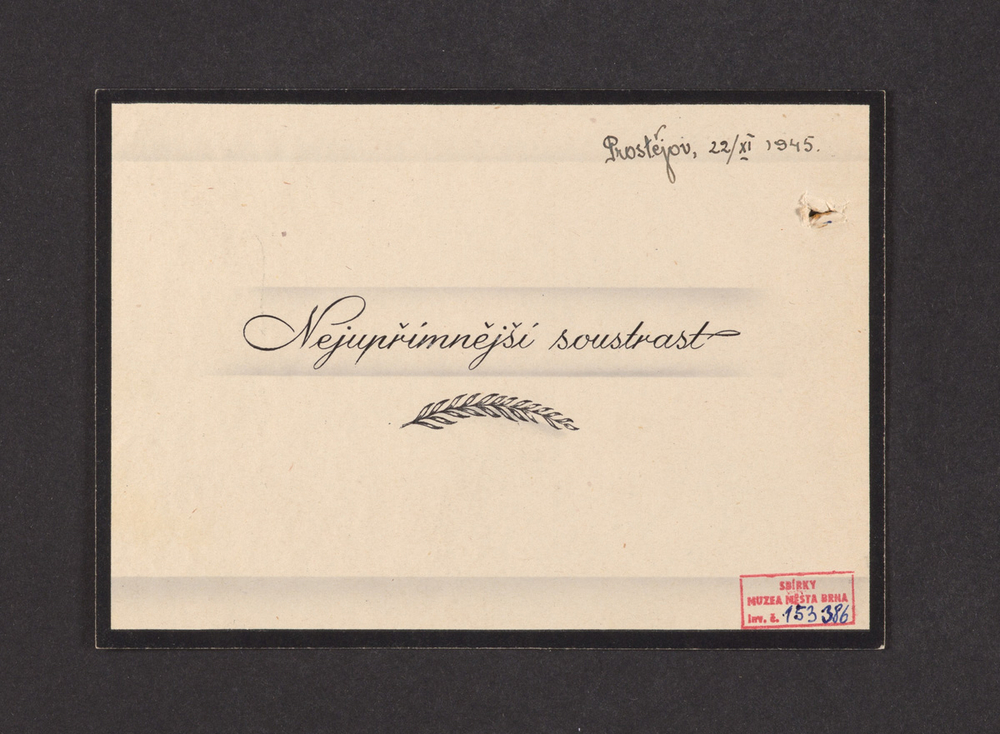 Prostějov, 22/XI 1945.
Nejupřímnější soustrast
SBÍRKY
MUZEA MĚSTA BRNA
inv. č. 153 386